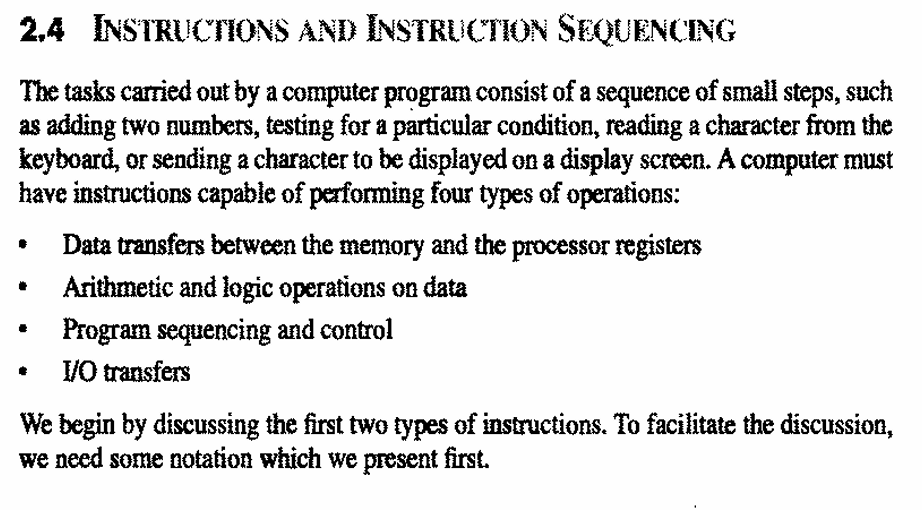 2.4 INSTRUCTIONS AND INSTRUCTION SEQUENCING
The tasks carried out by a computer program consist of a sequence of small steps, such
as adding two numbers, testing for a particular condition, reading a character from the
keyboard, or sending a character to be displayed on a display screen. A computer must
have instructions capable of performing four types of operations:
• Data transfers between the memory and the processor registers
• Arithmetic and logic operations on data
• Program sequencing and control
• I/O transfers
We begin by discussing the first two types of instructions. To facilitate the discussion,
we need some notation which we present first.